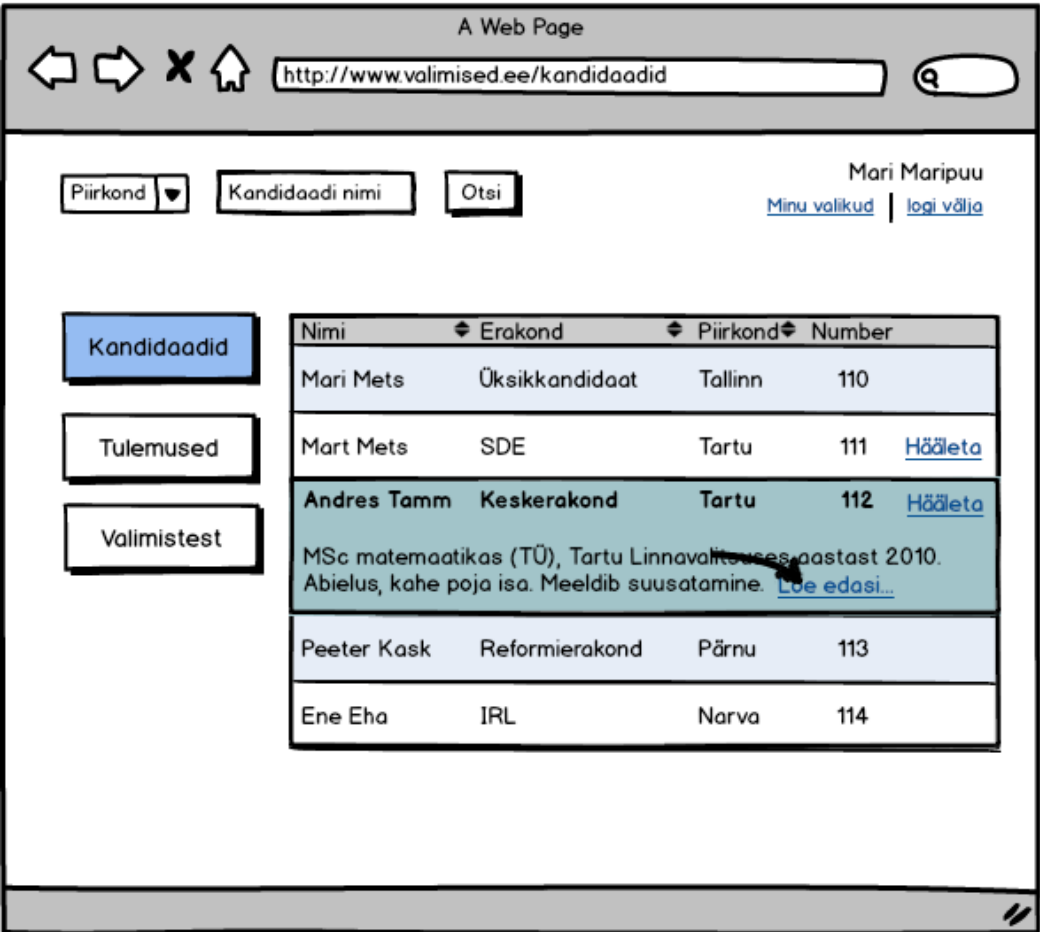 A Web Page
http://www.valimised.ee/kandidaadid
Piirkond Kandidaadi nimi Otsi
Mari Maripuu
Minu valikud logi välja
Kandidaadid
Tulemused
Valimistest
Nimi Erakond Piirkond Number
Mari Mets Üksikkandidaat Tallinn 110
Mart Mets SDE Tartu 111 Hääleta
Andres Tamm Keskerakond Tartu 112 Hääleta
MSc matemaatikas (TÜ), Tartu Linnavalitsuses aastast 2010.
Abielus, kahe poja isa. Meeldib suusatamine. Loe edasi...
Peeter Kask Reformierakond Pärnu 113
Ene Eha IRL Narva 114